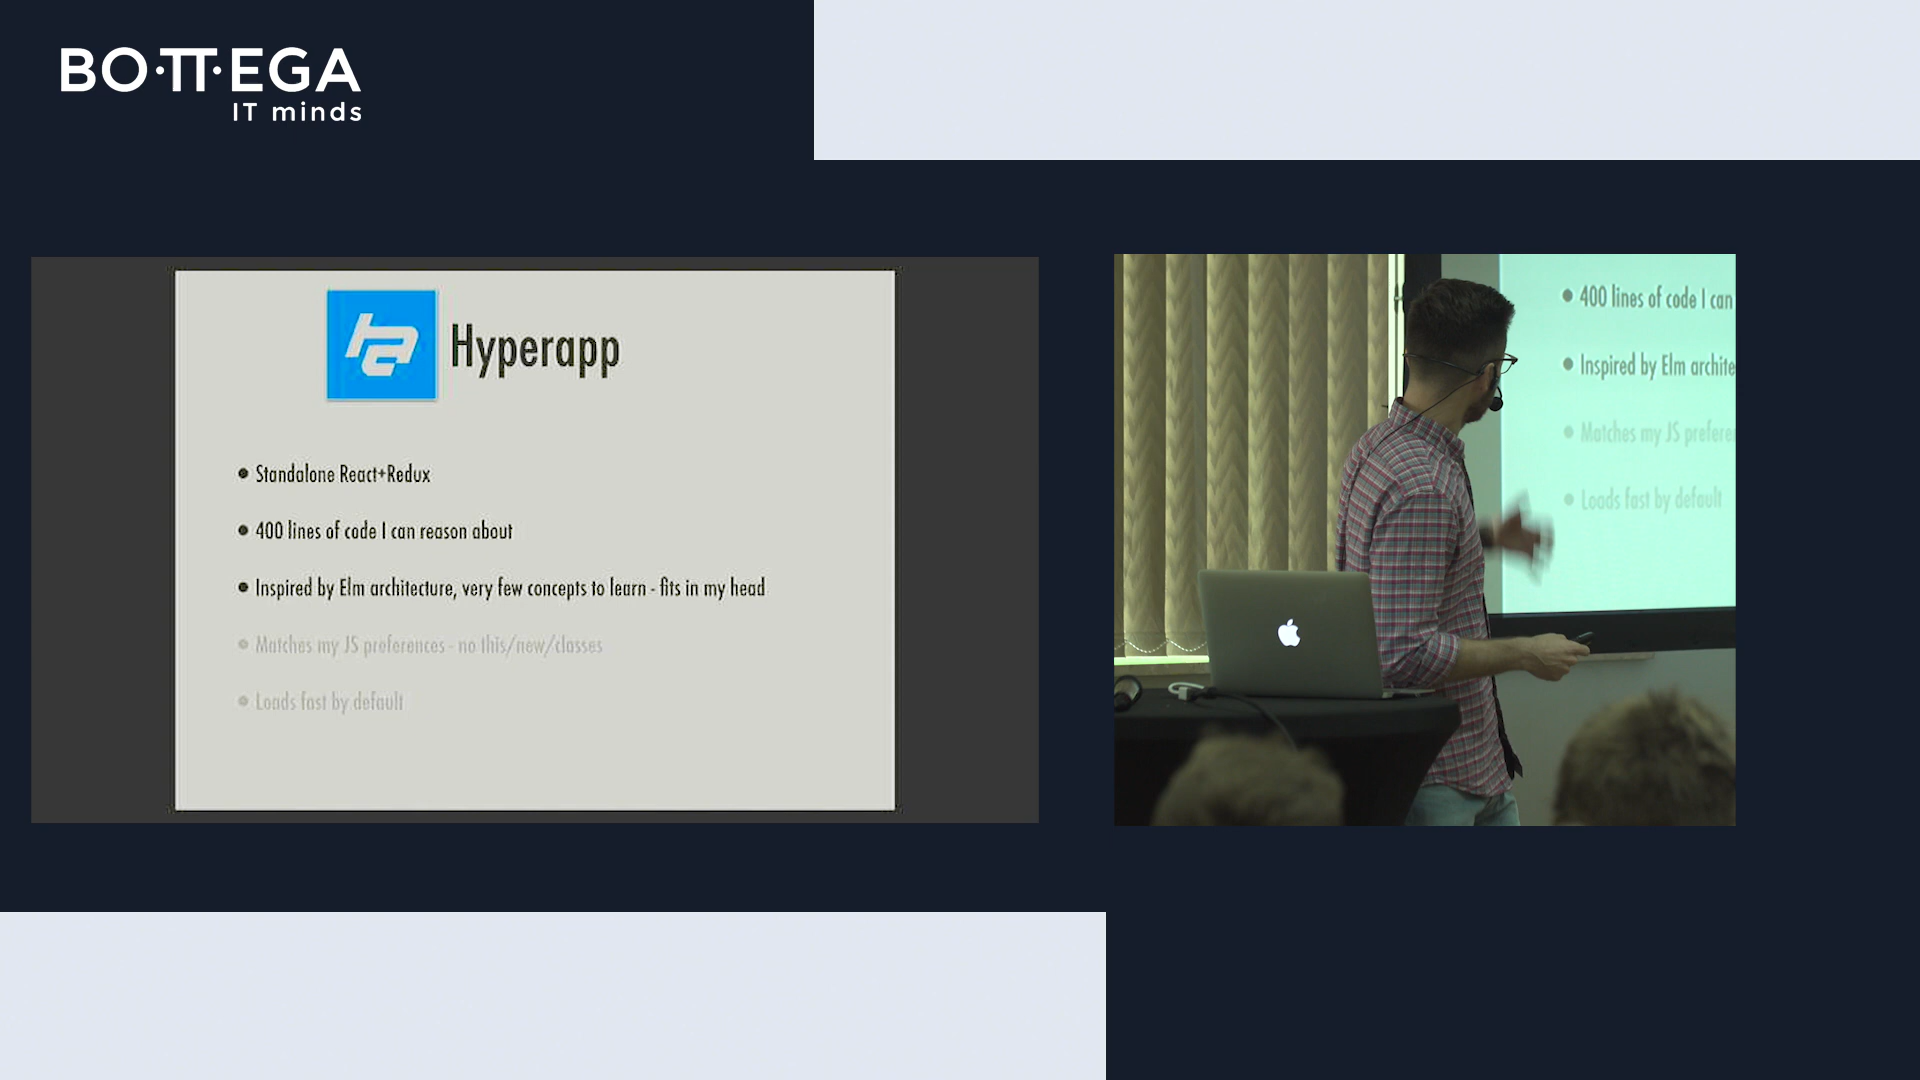 BO·TT·EGA
IT minds
Hyperapp
• Standalone React+Redux
• 400 lines of code I can reason about
• Inspired by Elm architecture, very few concepts to learn - fits in my head
• Matches my JS preferences - no this/new/classes
• Loads fast by default
• 400 lines of code I can
• Inspired by Elm archite
• Matches my JS prefere
• Loads fast by default